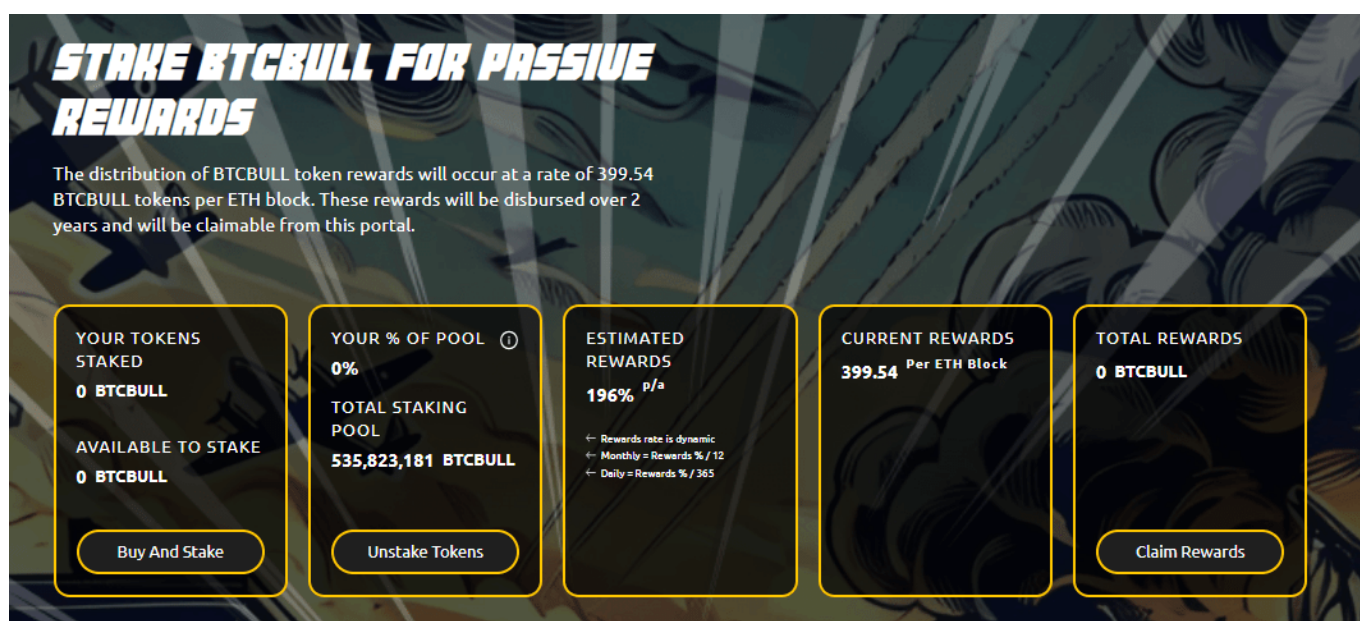 STAKE BTCBULL FOR PASSIVE
REWARDS
The distribution of BTCBULL token rewards will occur at a rate of 399.54
BTCBULL tokens per ETH block. These rewards will be disbursed over 2
years and will be claimable from this portal.
YOUR TOKENS
STAKED
0 BTCBULL
AVAILABLE TO STAKE
0 BTCBULL
Buy And Stake
YOUR % OF POOL ⓘ
0%
TOTAL STAKING
POOL
535,823,181 BTCBULL
Unstake Tokens
ESTIMATED
REWARDS
196% p/a
← Rewards rate is dynamic
← Monthly = Rewards % / 12
← Daily = Rewards % / 365
CURRENT REWARDS
399.54 Per ETH Block
TOTAL REWARDS
0 BTCBULL
Claim Rewards